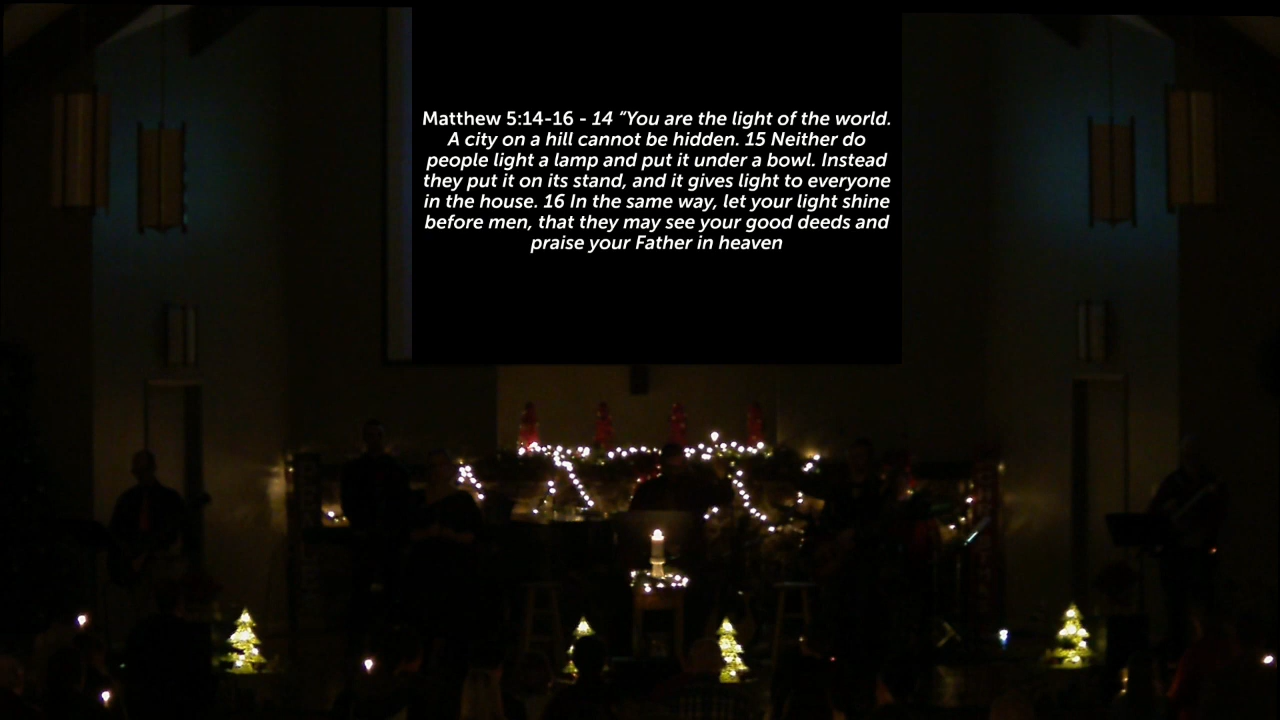 Matthew 5:14-16 - 14 “You are the light of the world.
A city on a hill cannot be hidden. 15 Neither do
people light a lamp and put it under a bowl. Instead
they put it on its stand, and it gives light to everyone
in the house. 16 In the same way, let your light shine
before men, that they may see your good deeds and
praise your Father in heaven